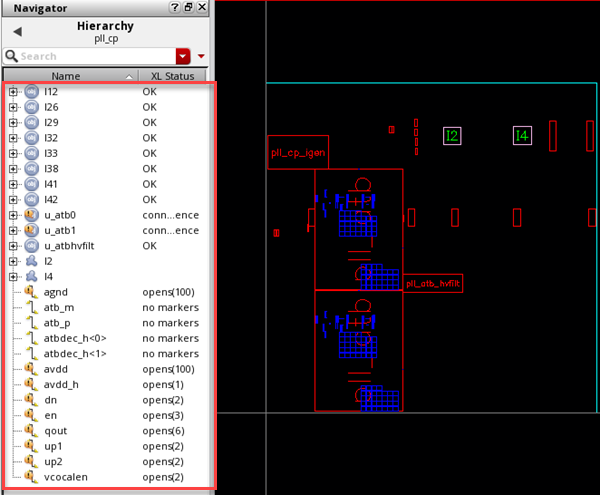 Navigator
Hierarchy
pll_cp
Search
Name XL Status
I12 OK
I26 OK
I29 OK
I32 OK
I33 OK
I38 OK
I41 OK
I42 OK
u_atb0 conn...ence
u_atb1 conn...ence
u_atbhvfilt OK
I2
I4
agnd opens(100)
atb_m no markers
atb_p no markers
atbdec_h<0> no markers
atbdec_h<1> no markers
avdd opens(100)
avdd_h opens(1)
dn opens(2)
en opens(3)
qout opens(6)
up1 opens(2)
up2 opens(2)
vcocalen opens(2)
I2 I4
pll_cp_igen
pll_atb_hvfilt